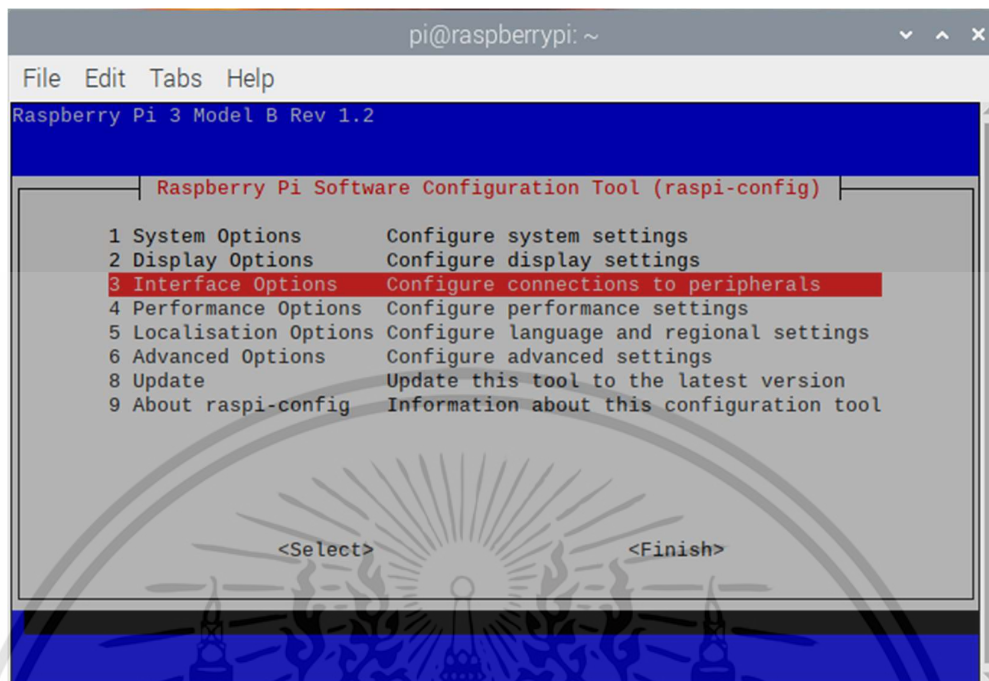 pi@raspberrypi: ~
File Edit Tabs Help
Raspberry Pi 3 Model B Rev 1.2
Raspberry Pi Software Configuration Tool (raspi-config)
1 System Options Configure system settings
2 Display Options Configure display settings
3 Interface Options Configure connections to peripherals
4 Performance Options Configure performance settings
5 Localisation Options Configure language and regional settings
6 Advanced Options Configure advanced settings
8 Update Update this tool to the latest version
9 About raspi-config Information about this configuration tool
<Select> <Finish>